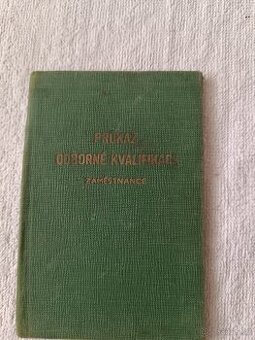 PRŮKAZ
ODBORNÉ KVALIFIKACE
ZAMĚSTNANCE